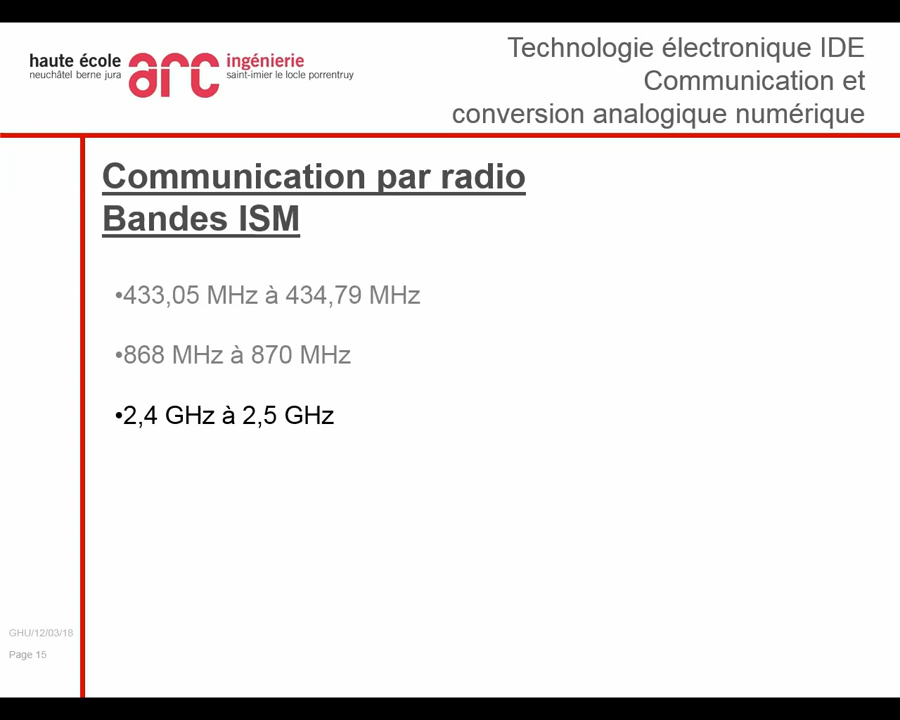 haute école
neuchâtel berne jura
arc
ingénierie
saint-imier le locle porrentruy
Technologie électronique IDE
Communication et
conversion analogique numérique
Communication par radio
Bandes ISM
•433,05 MHz à 434,79 MHz
•868 MHz à 870 MHz
•2,4 GHz à 2,5 GHz
GHU/12/03/18
Page 15